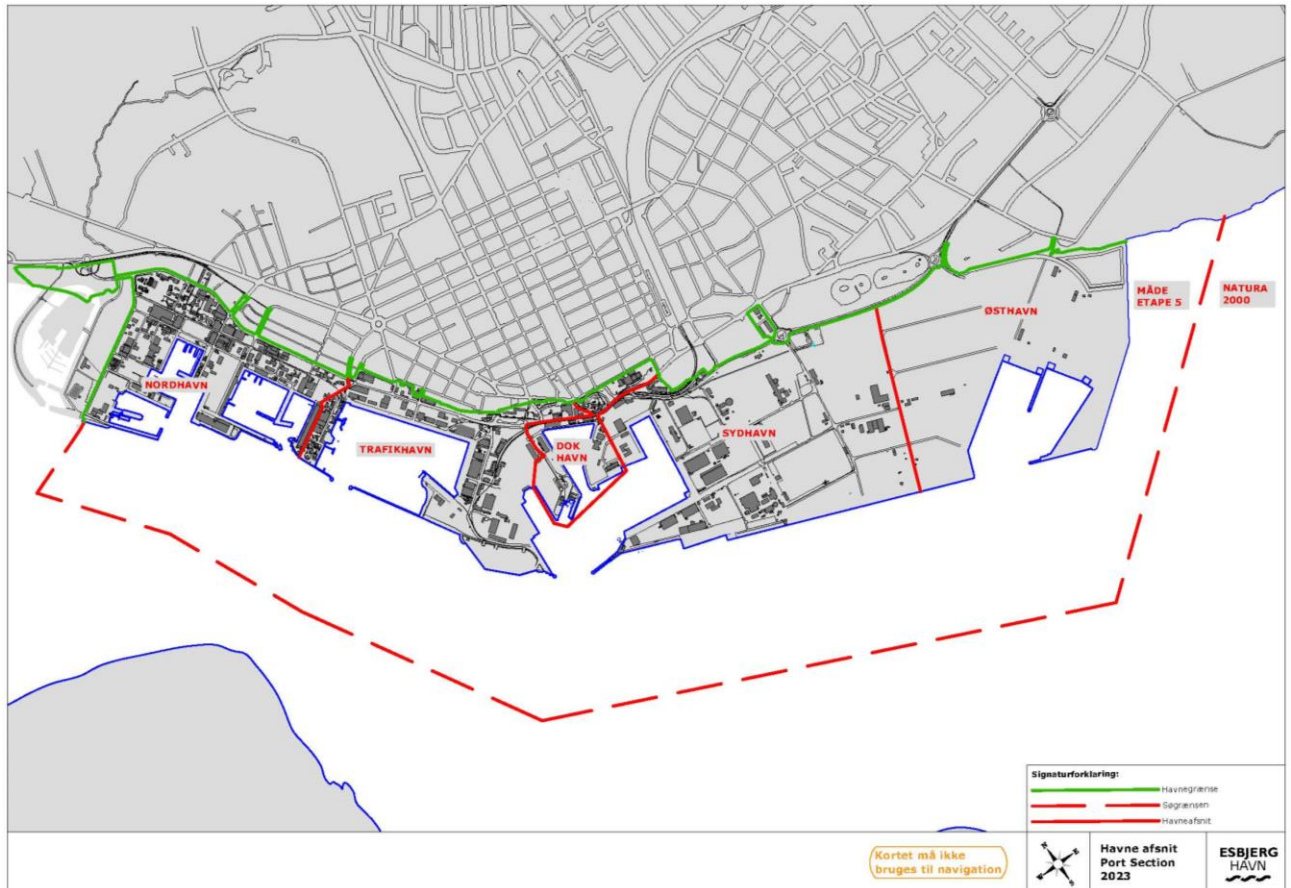 NORDHAVN
TRAFIKHAVN
DOK
HAVN
SYDHAVN
ØSTHAVN
MÅDE
ETAPE 5
NATURA
2000
Signaturforklaring:
Havnegrænse
Søgrænsen
Havneafsnit
Kortet må ikke
bruges til navigation
Havne afsnit
Port Section
2023
ESBJERG
HAVN